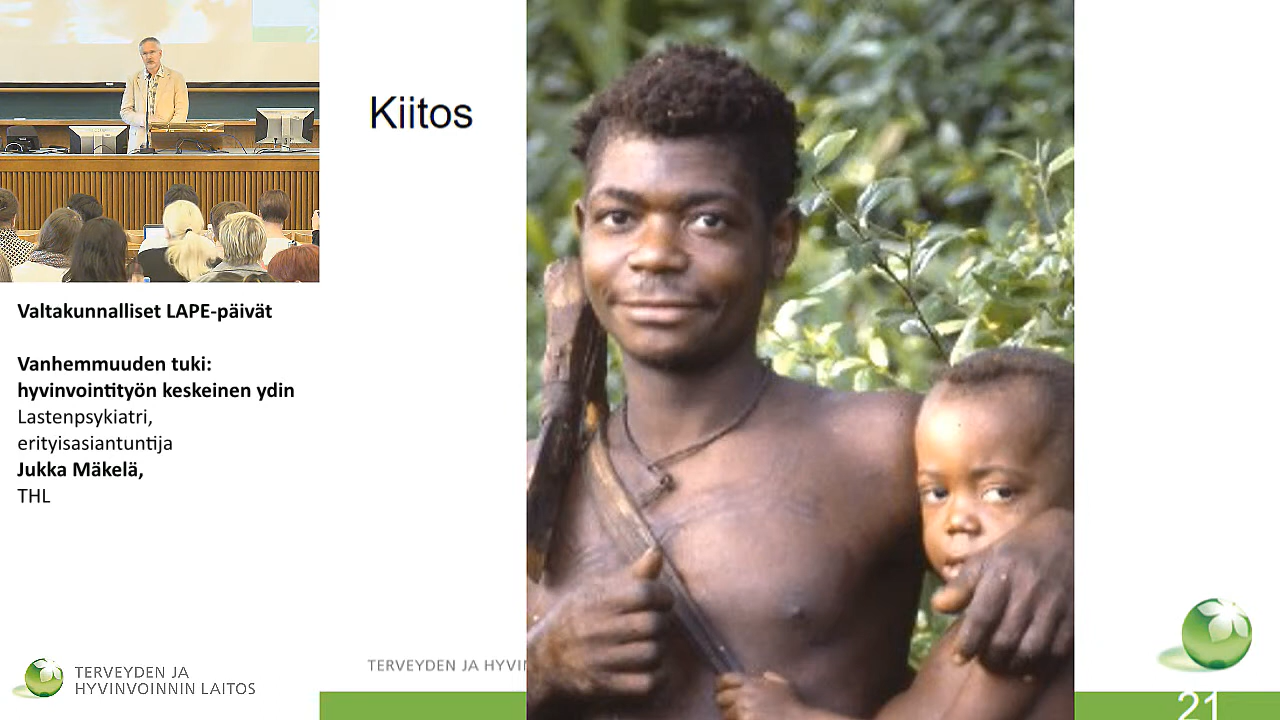 Valtakunnalliset LAPE-päivät
Vanhemmuuden tuki:
hyvinvointityön keskeinen ydin
Lastenpsykiatri,
erityisasiantuntija
Jukka Mäkelä,
THL
TERVEYDEN JA
HYVINVOINNIN LAITOS
Kiitos
TERVEYDEN JA HYVIN
21